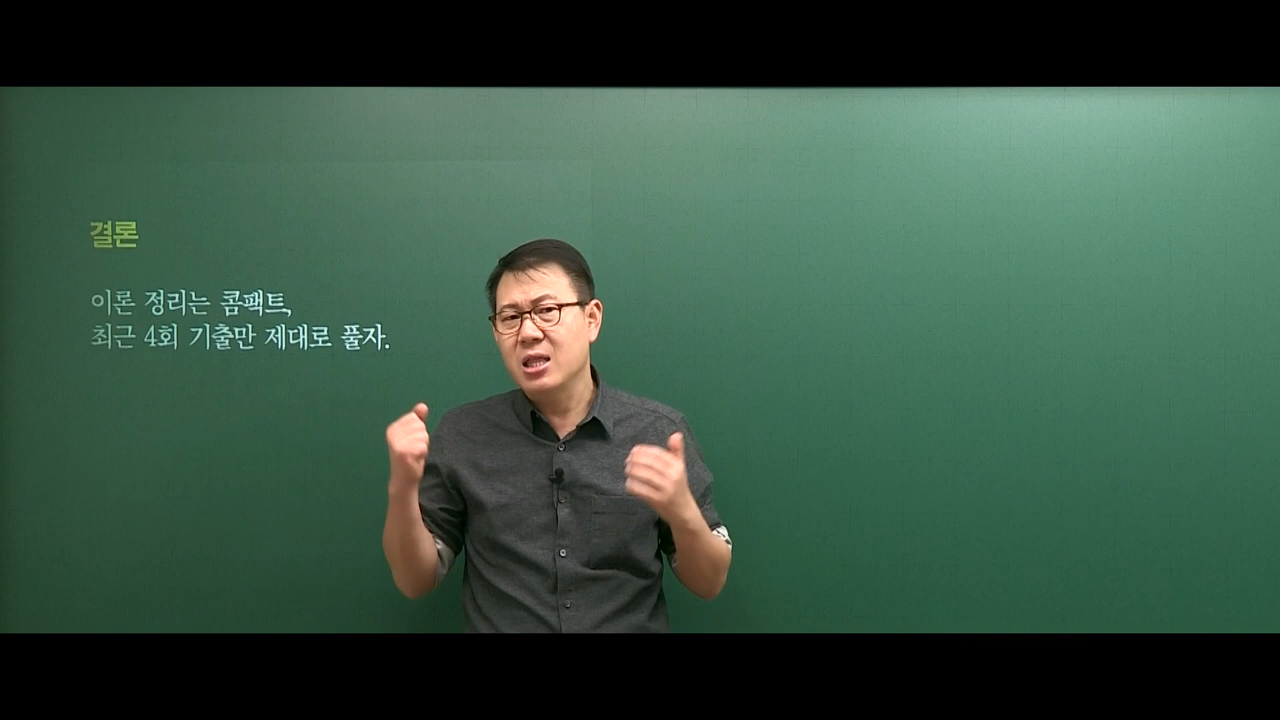 결론
이론 정리는 콤팩트,
최근 4회 기출만 제대로 풀자.